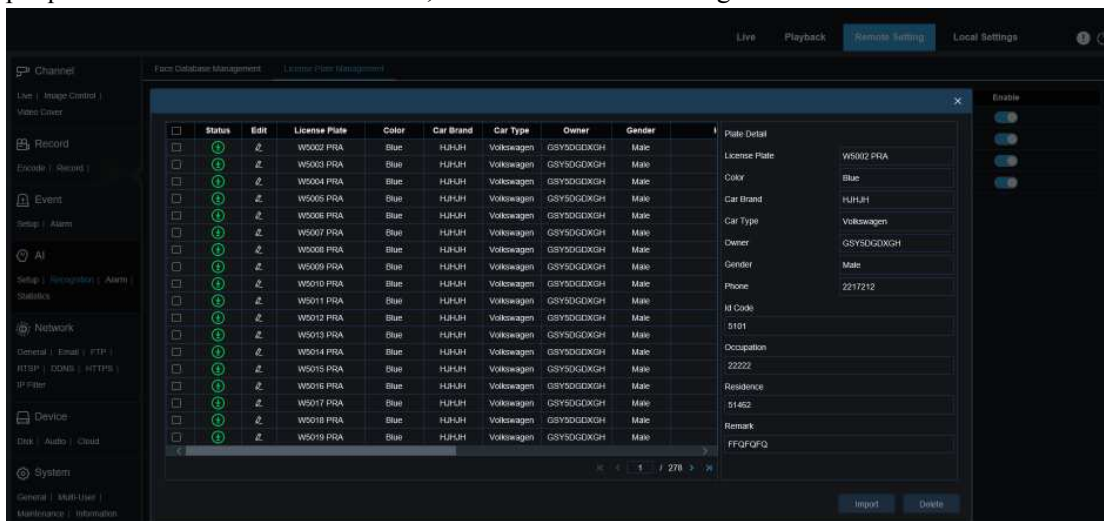 Live Playback Remote Setting Local Settings
Channel
Live | Image Control |
Video Cover
Record
Encode | Record |
Event
Setup | Alarm
AI
Setup | Recognition | Alarm |
Statistics
Network
General | Email | FTP |
RTSP | DDNS | HTTPS |
IP Filter
Device
Disk | Audio | Cloud
System
General | Multi-User |
Maintenance | Information
Face Database Management License Plate Management
Enable
Status Edit License Plate Color Car Brand Car Type Owner Gender
W5002 PRA Blue HJHJH Volkswagen GSY5DGDXGH Male
W5003 PRA Blue HJHJH Volkswagen GSY5DGDXGH Male
W5004 PRA Blue HJHJH Volkswagen GSY5DGDXGH Male
W5005 PRA Blue HJHJH Volkswagen GSY5DGDXGH Male
W5006 PRA Blue HJHJH Volkswagen GSY5DGDXGH Male
W5007 PRA Blue HJHJH Volkswagen GSY5DGDXGH Male
W5008 PRA Blue HJHJH Volkswagen GSY5DGDXGH Male
W5009 PRA Blue HJHJH Volkswagen GSY5DGDXGH Male
W5010 PRA Blue HJHJH Volkswagen GSY5DGDXGH Male
W5011 PRA Blue HJHJH Volkswagen GSY5DGDXGH Male
W5012 PRA Blue HJHJH Volkswagen GSY5DGDXGH Male
W5013 PRA Blue HJHJH Volkswagen GSY5DGDXGH Male
W5014 PRA Blue HJHJH Volkswagen GSY5DGDXGH Male
W5015 PRA Blue HJHJH Volkswagen GSY5DGDXGH Male
W5016 PRA Blue HJHJH Volkswagen GSY5DGDXGH Male
W5017 PRA Blue HJHJH Volkswagen GSY5DGDXGH Male
W5018 PRA Blue HJHJH Volkswagen GSY5DGDXGH Male
W5019 PRA Blue HJHJH Volkswagen GSY5DGDXGH Male
1 / 278
Plate Detail
License Plate W5002 PRA
Color Blue
Car Brand HJHJH
Car Type Volkswagen
Owner GSY5DGDXGH
Gender Male
Phone 2217212
Id Code
5101
Occupation
22222
Residence
51462
Remark
FFQFQFQ
Import Delete